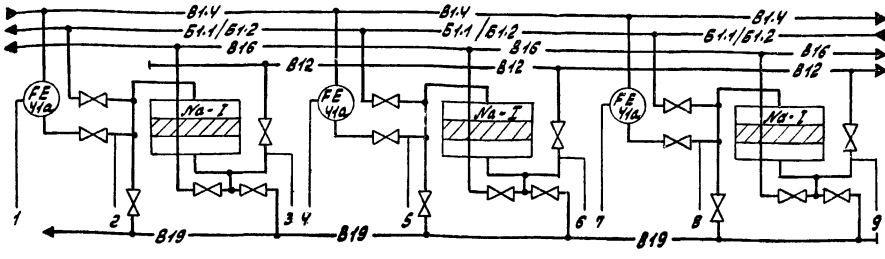 В1.4 В1.4 В1.4
Б1.1/Б1.2 Б1.1/Б1.2 Б1.1/Б1.2
В16 В16 В16
В12 В12 В12
FE 41а FE 41а FE 41а
Na-I Na-I Na-I
1 2 3 4 5 6 7 8 9
В19 В19 В19